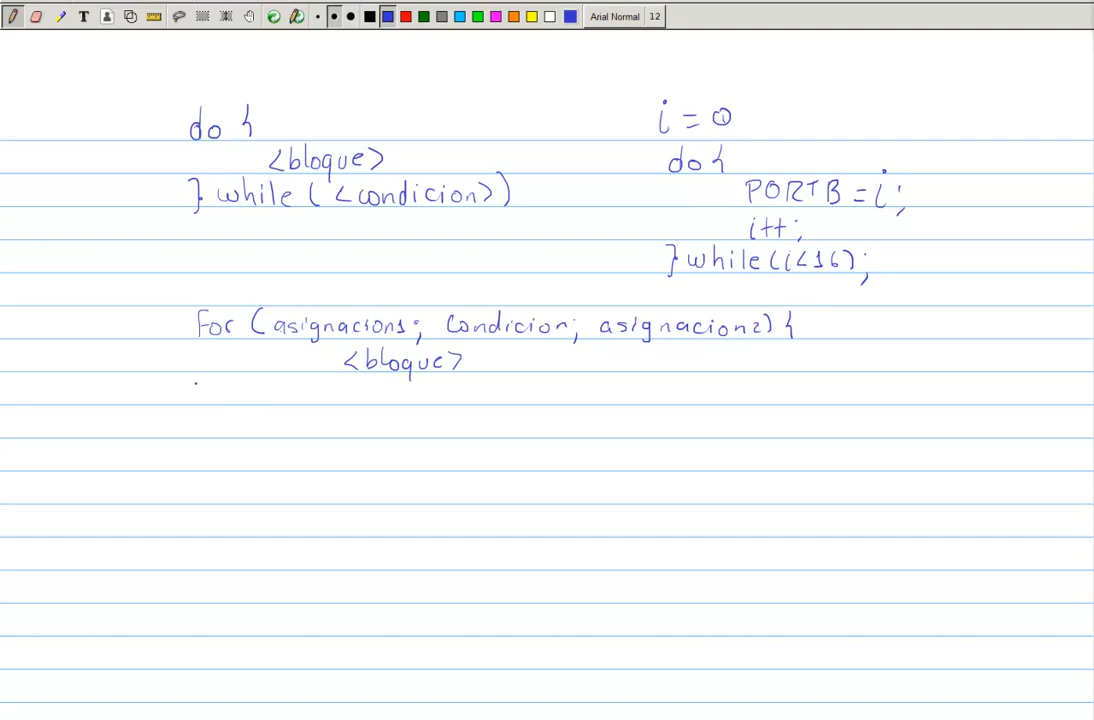 Arial Normal 12
do {
<bloque>
} while (<condicion>)
i = 0
do {
PORTB = i;
i++;
} while (i<16);
For (asignacion1; condicion; asignacion2) {
<bloque>